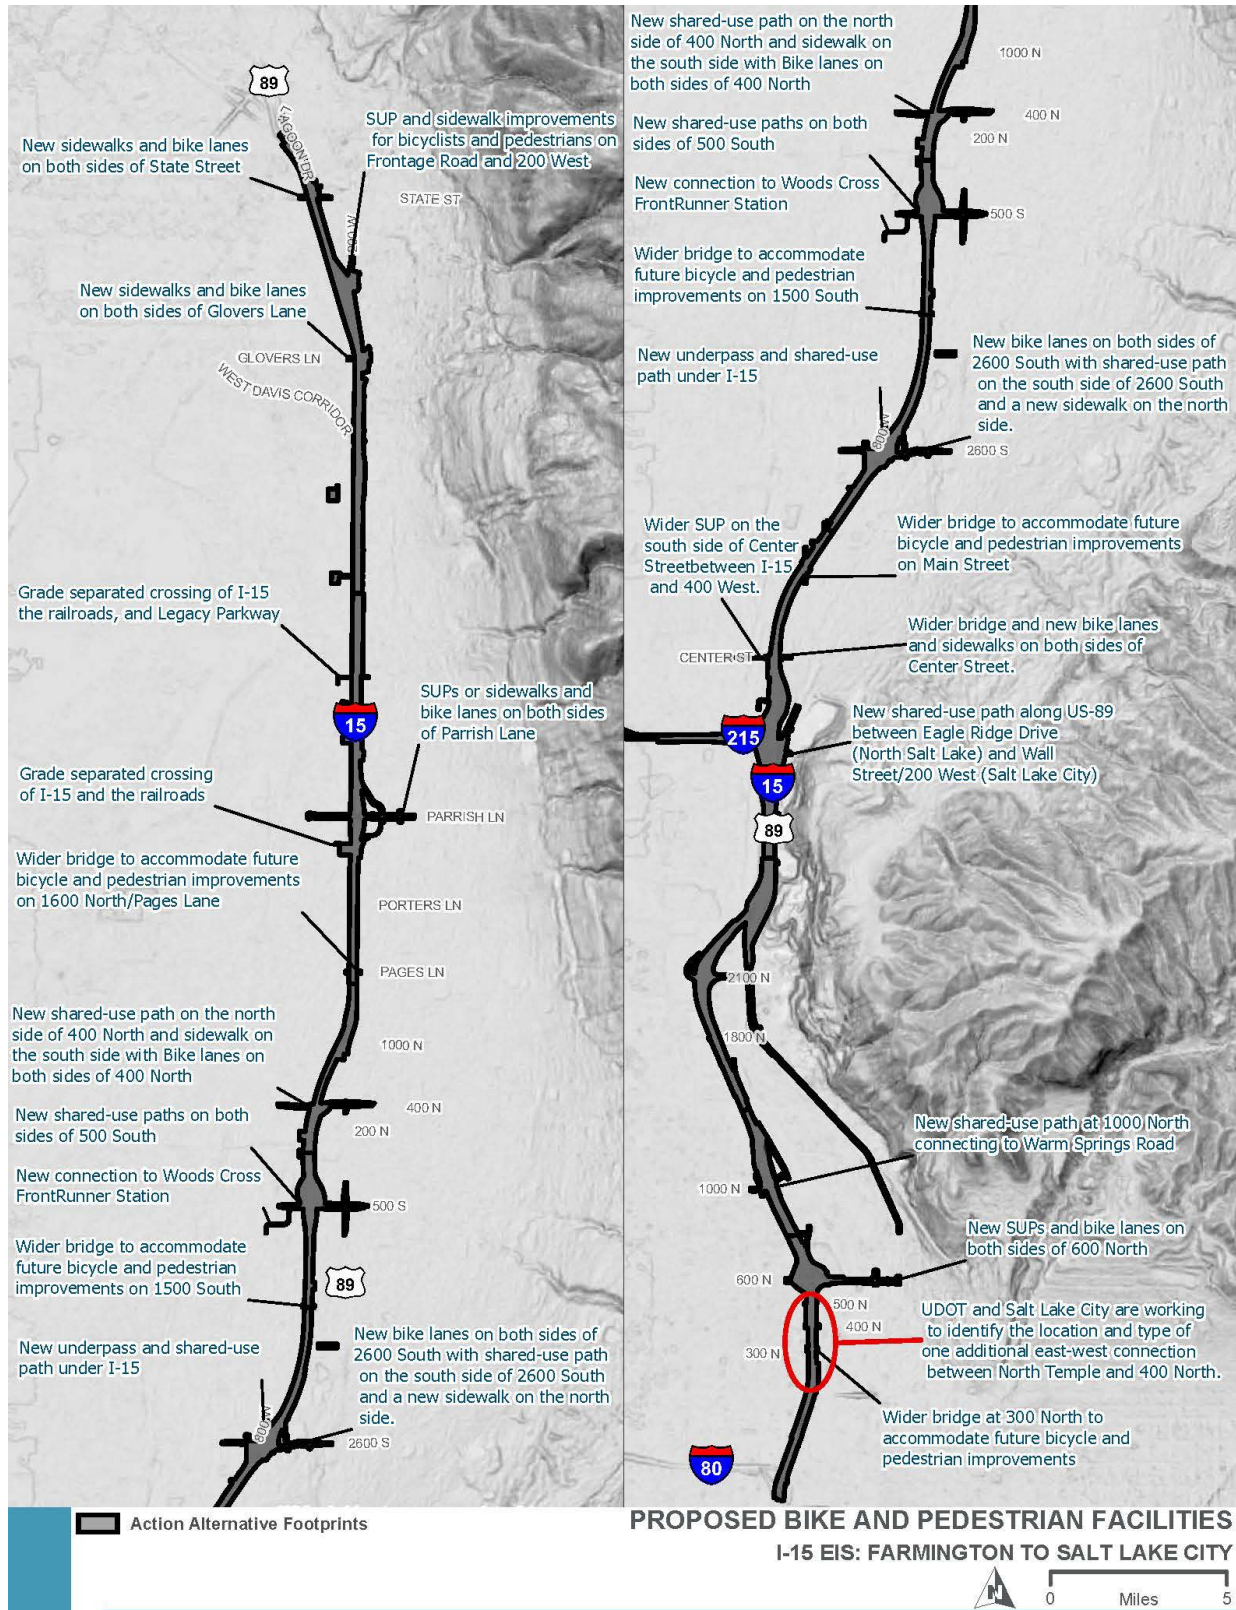 89
LAGOON DR
SUP and sidewalk improvements
for bicyclists and pedestrians on
Frontage Road and 200 West
New sidewalks and bike lanes
on both sides of State Street
STATE ST
200 W
New sidewalks and bike lanes
on both sides of Glovers Lane
GLOVERS LN
WEST DAVIS CORRIDOR
Grade separated crossing of I-15
the railroads, and Legacy Parkway
SUPs or sidewalks and
bike lanes on both sides
of Parrish Lane
15
Grade separated crossing
of I-15 and the railroads
PARRISH LN
Wider bridge to accommodate future
bicycle and pedestrian improvements
on 1600 North/Pages Lane
PORTERS LN
PAGES LN
New shared-use path on the north
side of 400 North and sidewalk on
the south side with Bike lanes on
both sides of 400 North
1000 N
400 N
New shared-use paths on both
sides of 500 South
200 N
New connection to Woods Cross
FrontRunner Station
500 S
Wider bridge to accommodate
future bicycle and pedestrian
improvements on 1500 South
89
New underpass and shared-use
path under I-15
New bike lanes on both sides of
2600 South with shared-use path
on the south side of 2600 South
and a new sidewalk on the north
side.
800 W
2600 S
New shared-use path on the north
side of 400 North and sidewalk on
the south side with Bike lanes on
both sides of 400 North
1000 N
400 N
New shared-use paths on both
sides of 500 South
200 N
New connection to Woods Cross
FrontRunner Station
500 S
Wider bridge to accommodate
future bicycle and pedestrian
improvements on 1500 South
New underpass and shared-use
path under I-15
New bike lanes on both sides of
2600 South with shared-use path
on the south side of 2600 South
and a new sidewalk on the north
side.
800 W
2600 S
Wider SUP on the
south side of Center
Streetbetween I-15
and 400 West.
Wider bridge to accommodate future
bicycle and pedestrian improvements
on Main Street
Wider bridge and new bike lanes
and sidewalks on both sides of
Center Street.
CENTER ST
New shared-use path along US-89
between Eagle Ridge Drive
(North Salt Lake) and Wall
Street/200 West (Salt Lake City)
215
15
89
2100 N
1800 N
New shared-use path at 1000 North
connecting to Warm Springs Road
1000 N
New SUPs and bike lanes on
both sides of 600 North
600 N
500 N
400 N
300 N
UDOT and Salt Lake City are working
to identify the location and type of
one additional east-west connection
between North Temple and 400 North.
Wider bridge at 300 North to
accommodate future bicycle and
pedestrian improvements
80
Action Alternative Footprints
PROPOSED BIKE AND PEDESTRIAN FACILITIES
I-15 EIS: FARMINGTON TO SALT LAKE CITY
N
0 Miles 5